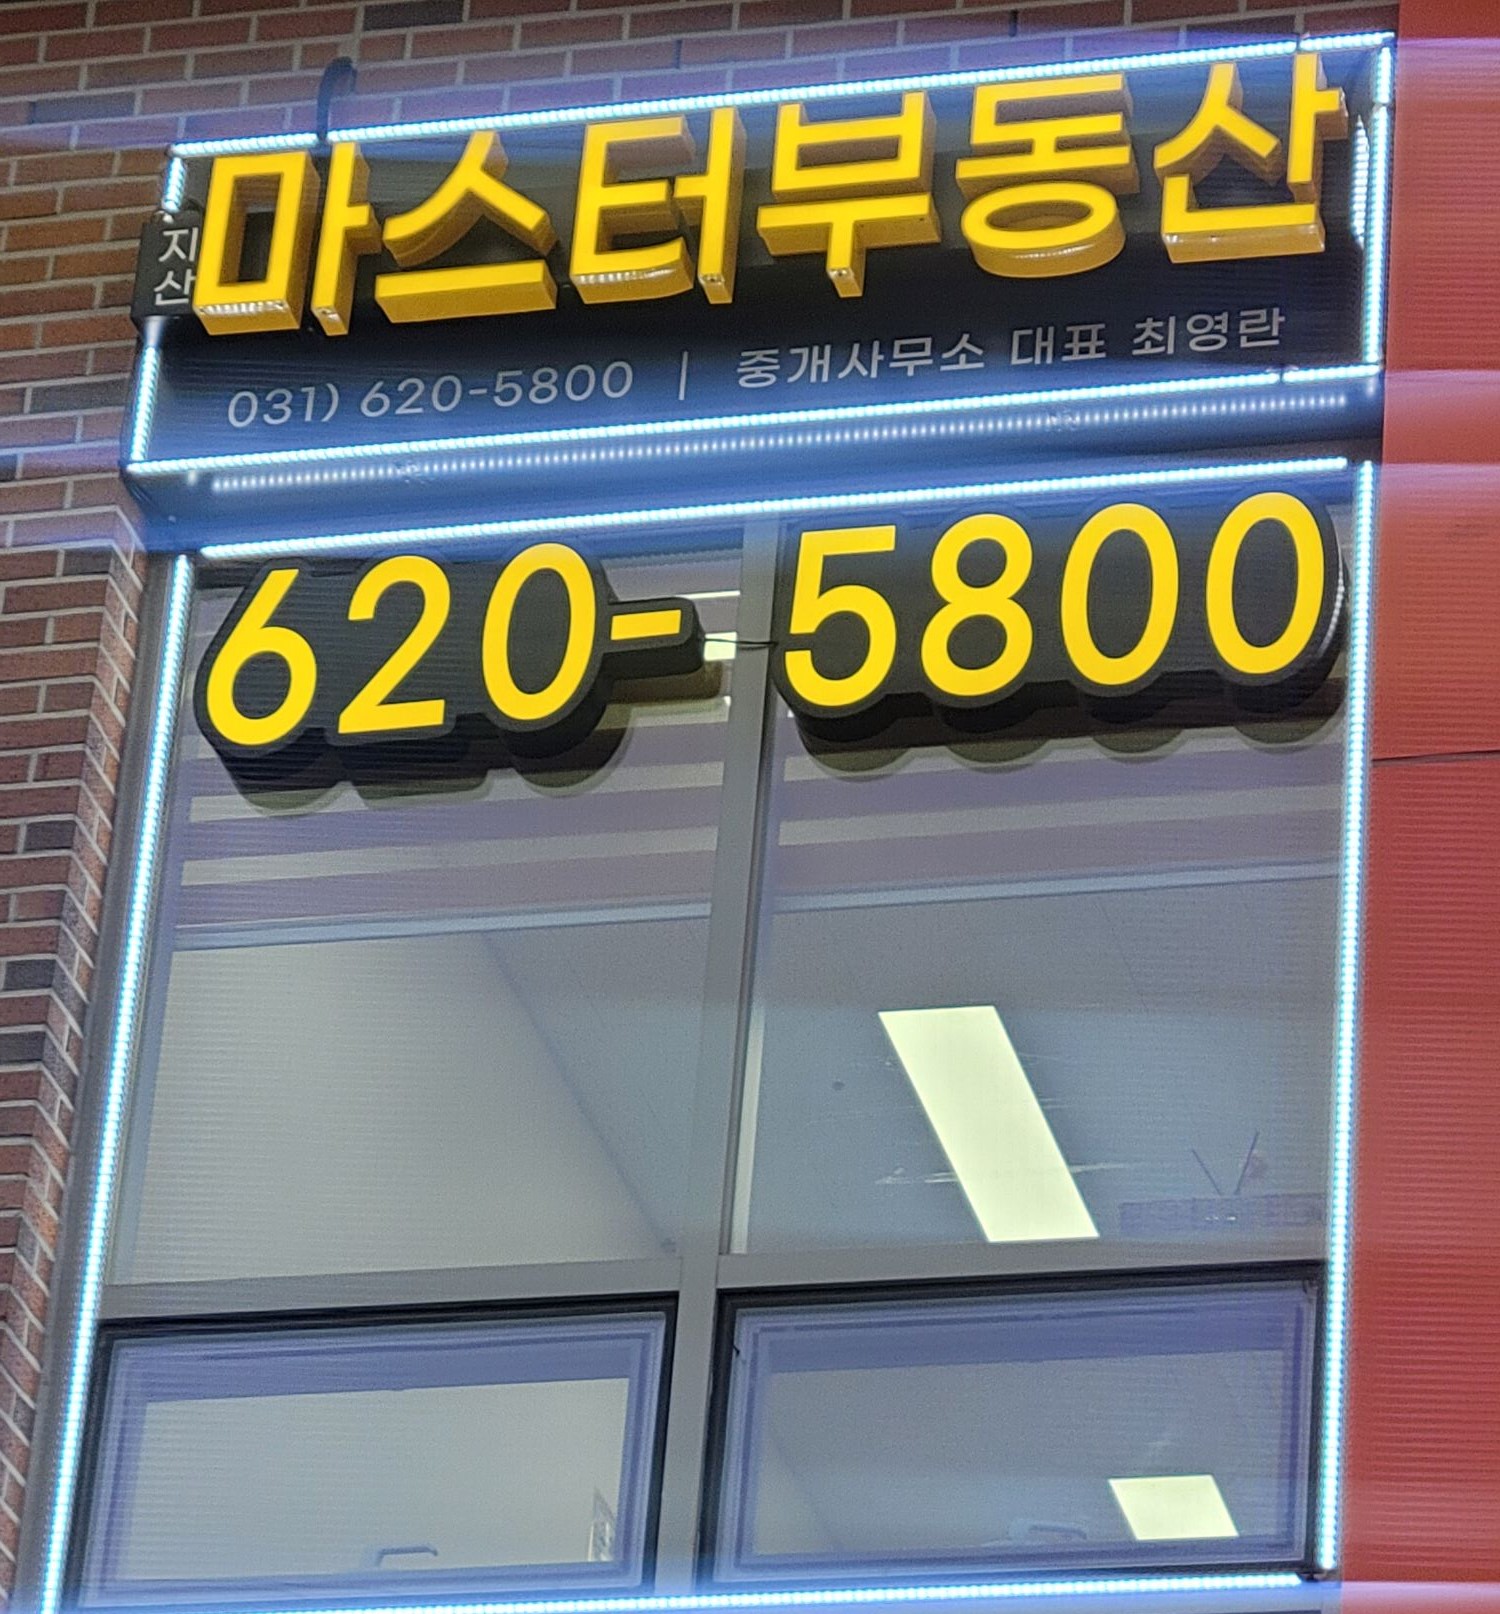 지산
마스터부동산
031) 620-5800 | 중개사무소 대표 최영란
620-5800